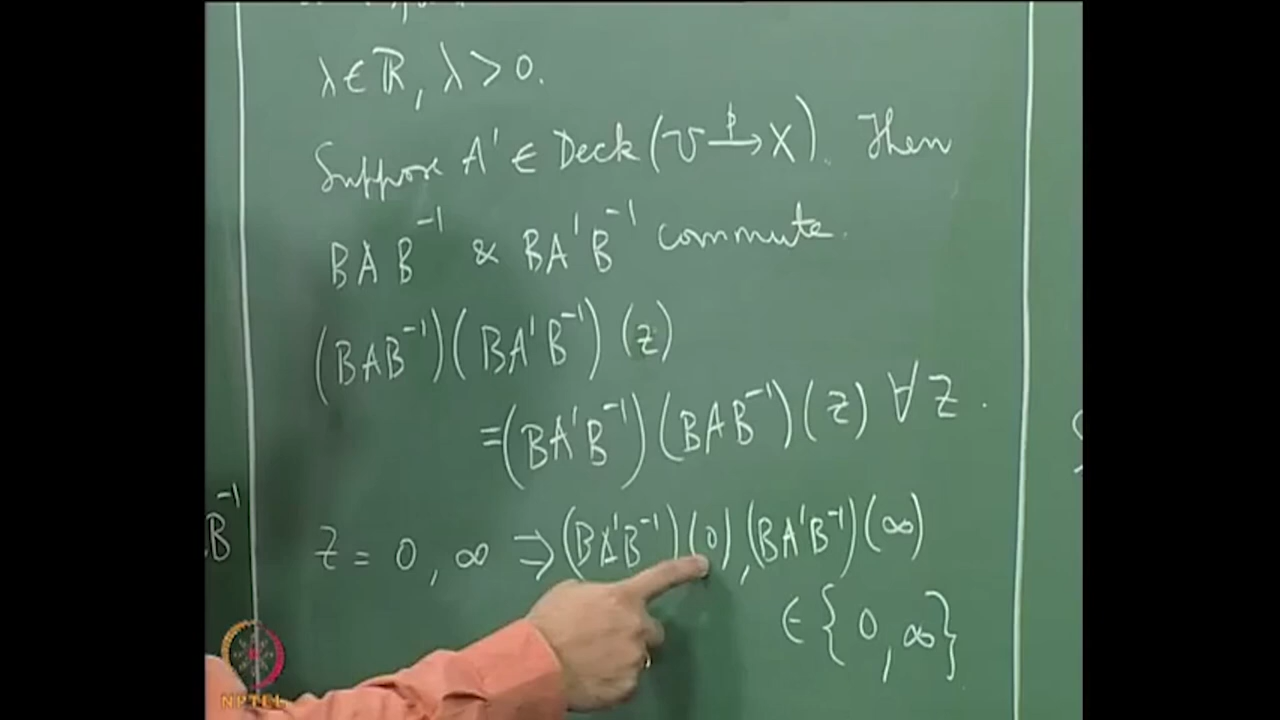 λ∈ℝ, λ>0.
Suppose A' ∈ Deck (U →p X). Then
BAB⁻¹ & BA'B⁻¹ commute.
(BAB⁻¹)(BA'B⁻¹)(z)
=(BA'B⁻¹)(BAB⁻¹)(z) ∀ z.
B⁻¹
z = 0, ∞ ⇒ (BA'B⁻¹)(0), (BA'B⁻¹)(∞)
∈ {0, ∞}
NPTEL